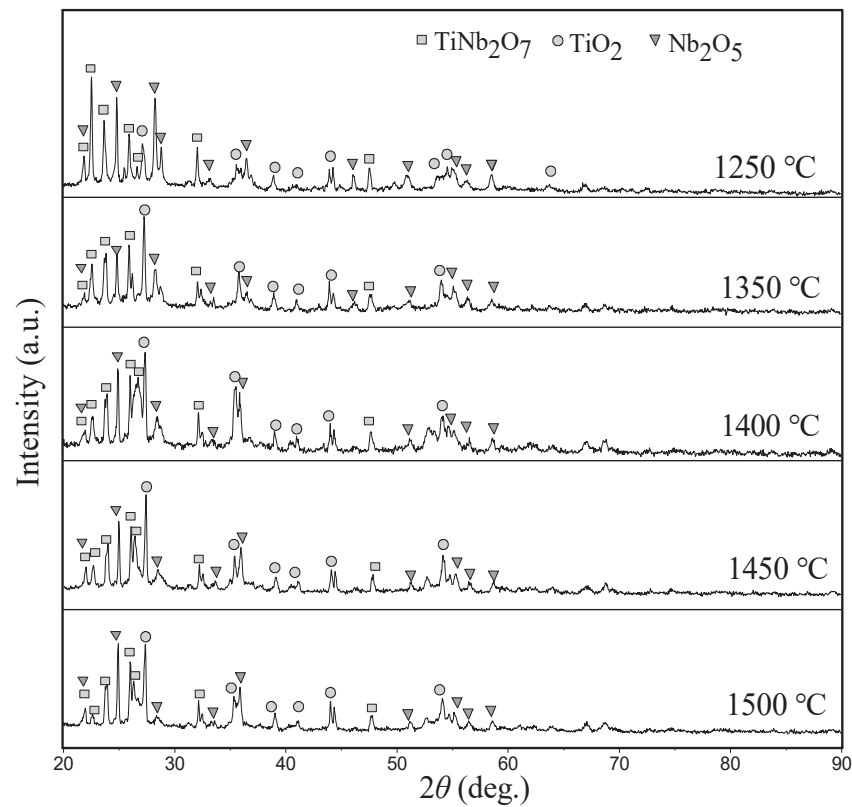 TiNb₂O₇ TiO₂ Nb₂O₅
1250 °C
1350 °C
1400 °C
1450 °C
1500 °C
Intensity (a.u.)
20 30 40 50 60 70 80 90
2θ (deg.)